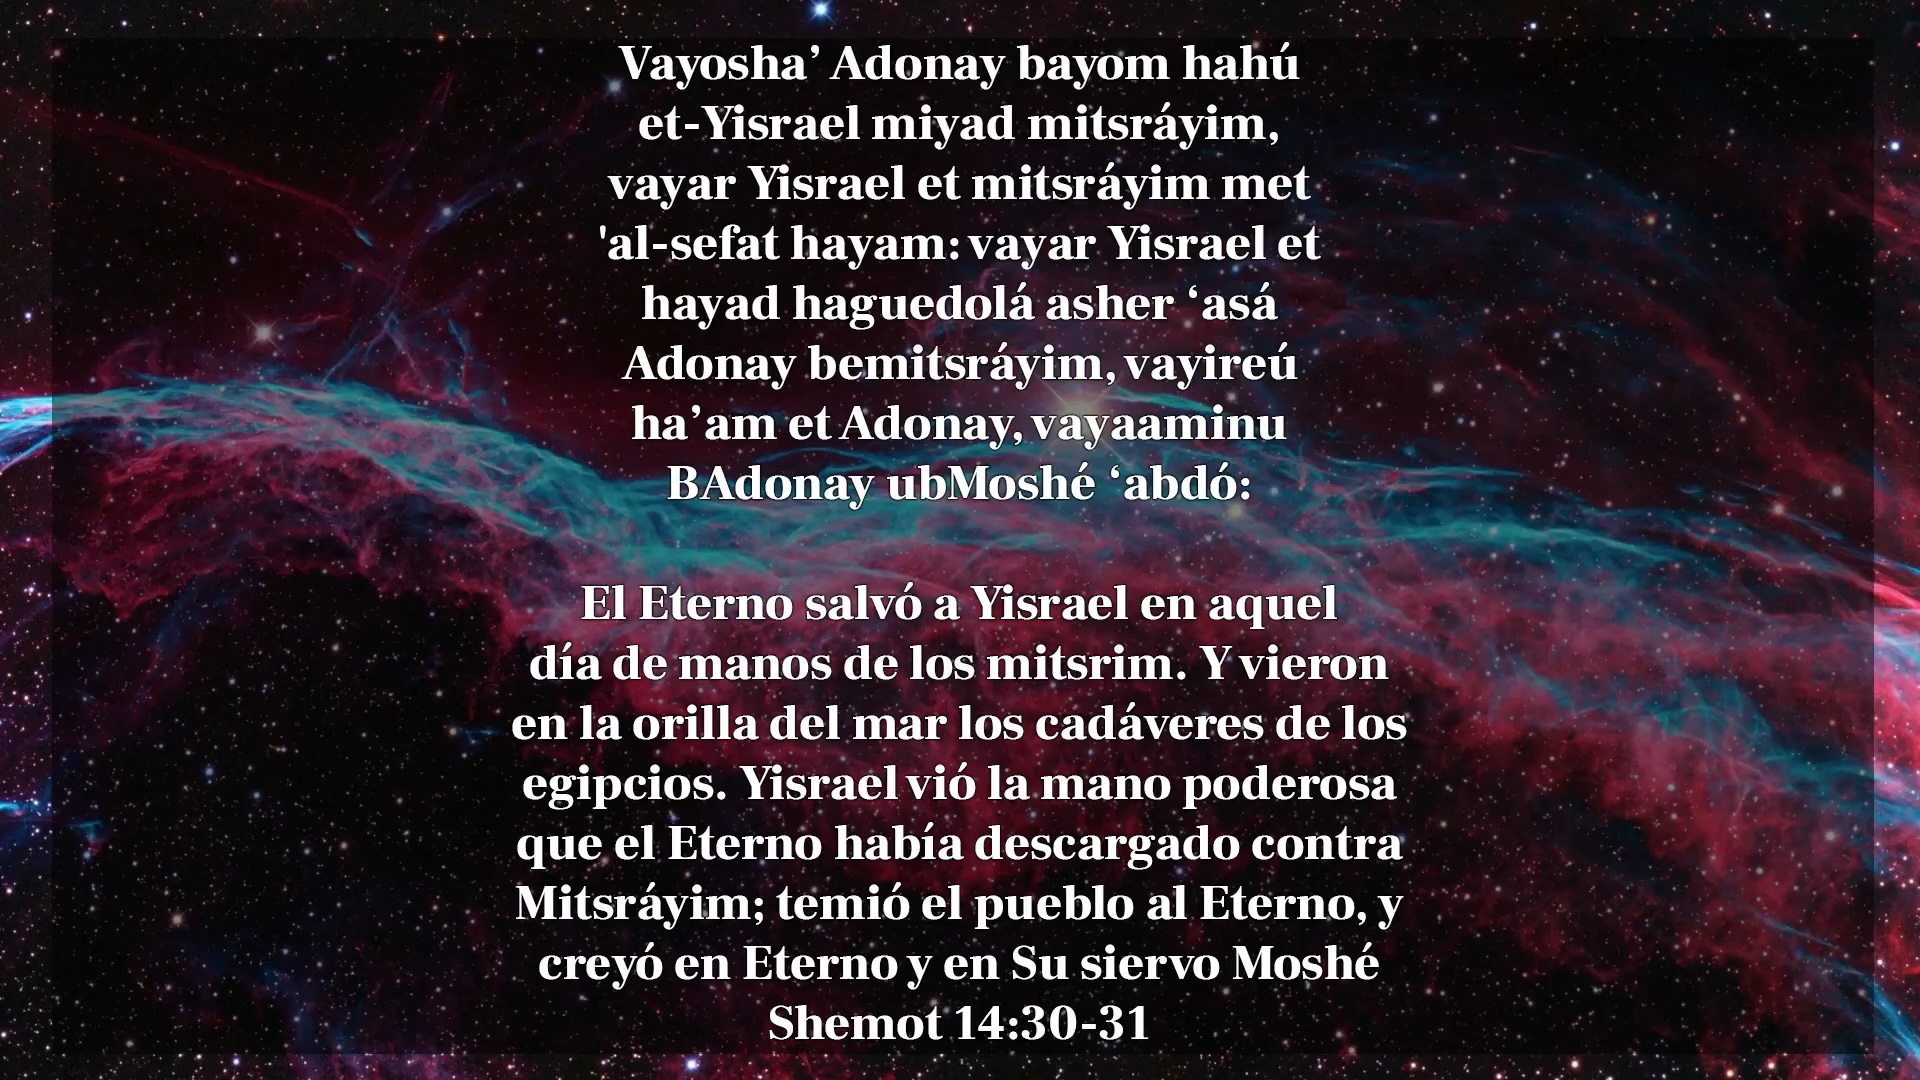 Vayosha’ Adonay bayom hahú
et-Yisrael miyad mitsráyim,
vayar Yisrael et mitsráyim met
'al-sefat hayam: vayar Yisrael et
hayad haguedolá asher ‘asá
Adonay bemitsráyim, vayireú
ha’am et Adonay, vayaaminu
BAdonay ubMoshé ‘abdó:
El Eterno salvó a Yisrael en aquel
día de manos de los mitsrim. Y vieron
en la orilla del mar los cadáveres de los
egipcios. Yisrael vió la mano poderosa
que el Eterno había descargado contra
Mitsráyim; temió el pueblo al Eterno, y
creyó en Eterno y en Su siervo Moshé
Shemot 14:30-31